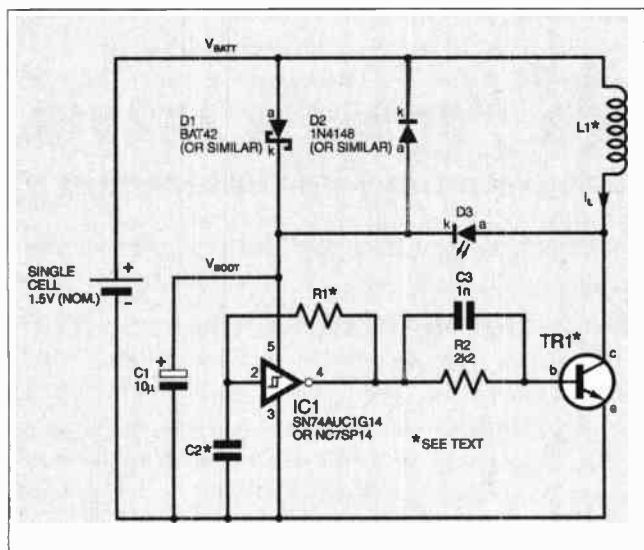 VBATT
D1
BAT42
(OR SIMILAR)
a
k
D2
1N4148
(OR SIMILAR)
k
a
L1*
IL
D3
k
a
SINGLE
CELL
1.5V (NOM.)
+
-
VBOOT
R1*
C3
1n
R2
2k2
TR1*
c
b
e
+
C1
10µ
5
2
4
3
IC1
SN74AUC1G14
OR NC7SP14
C2*
*SEE TEXT